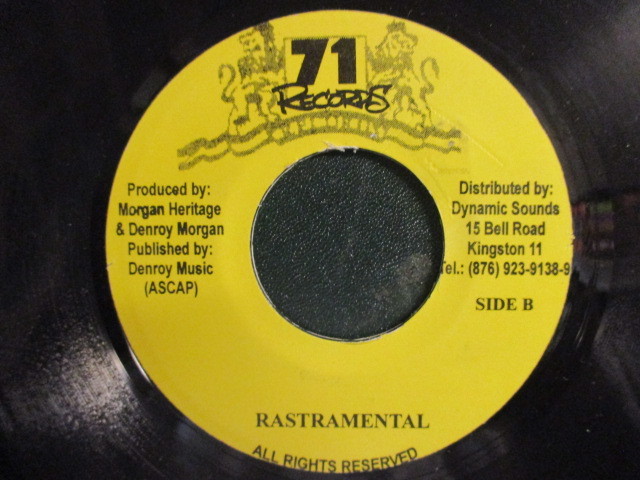 71
RECORDS
Produced by:
Morgan Heritage
& Denroy Morgan
Published by:
Denroy Music
(ASCAP)
Distributed by:
Dynamic Sounds
15 Bell Road
Kingston 11
Tel.: (876) 923-9138-9
SIDE B
RASTRAMENTAL
ALL RIGHTS RESERVED